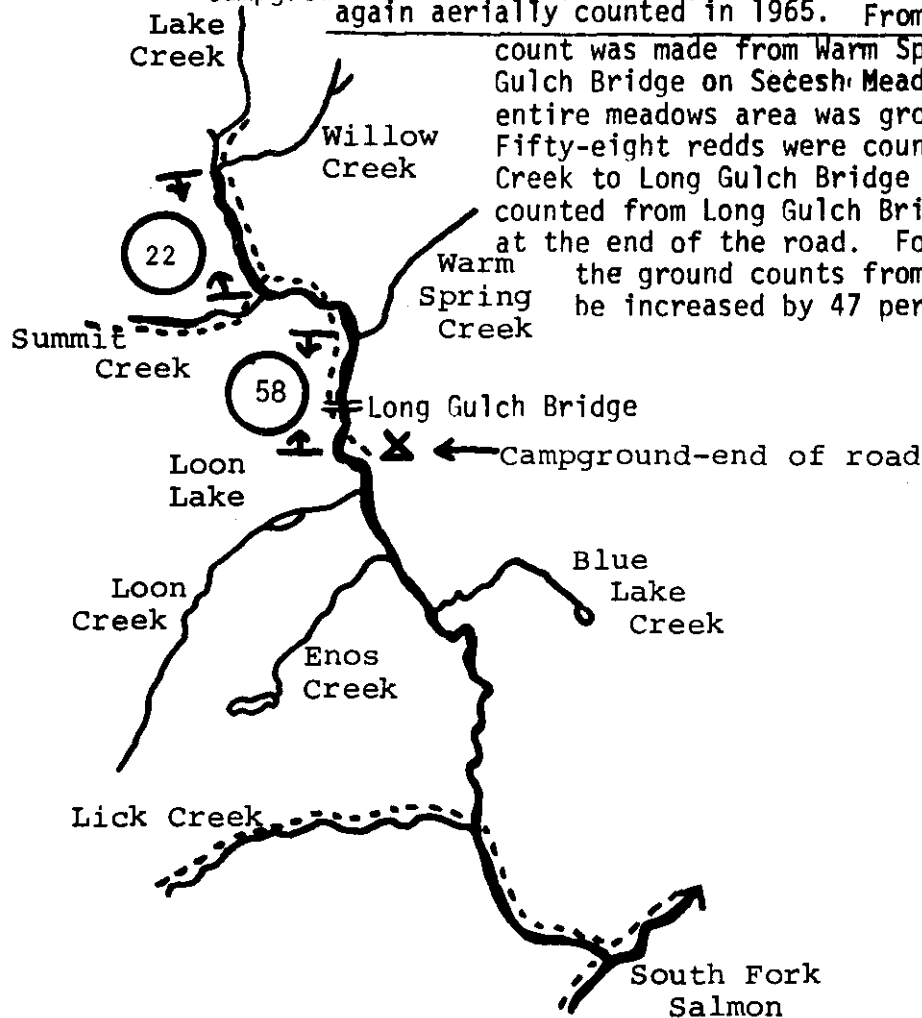 again aerially counted in 1965. From
count was made from Warm Sp
Gulch Bridge on Secesh Mead
entire meadows area was gro
Fifty-eight redds were coun
Creek to Long Gulch Bridge
counted from Long Gulch Bri
at the end of the road. Fo
the ground counts from
be increased by 47 per
Lake
Creek
Willow
Creek
22
Warm
Spring
Creek
Summit
Creek
58
Long Gulch Bridge
Campground-end of road
Loon
Lake
Loon
Creek
Blue
Lake
Creek
Enos
Creek
Lick Creek
South Fork
Salmon